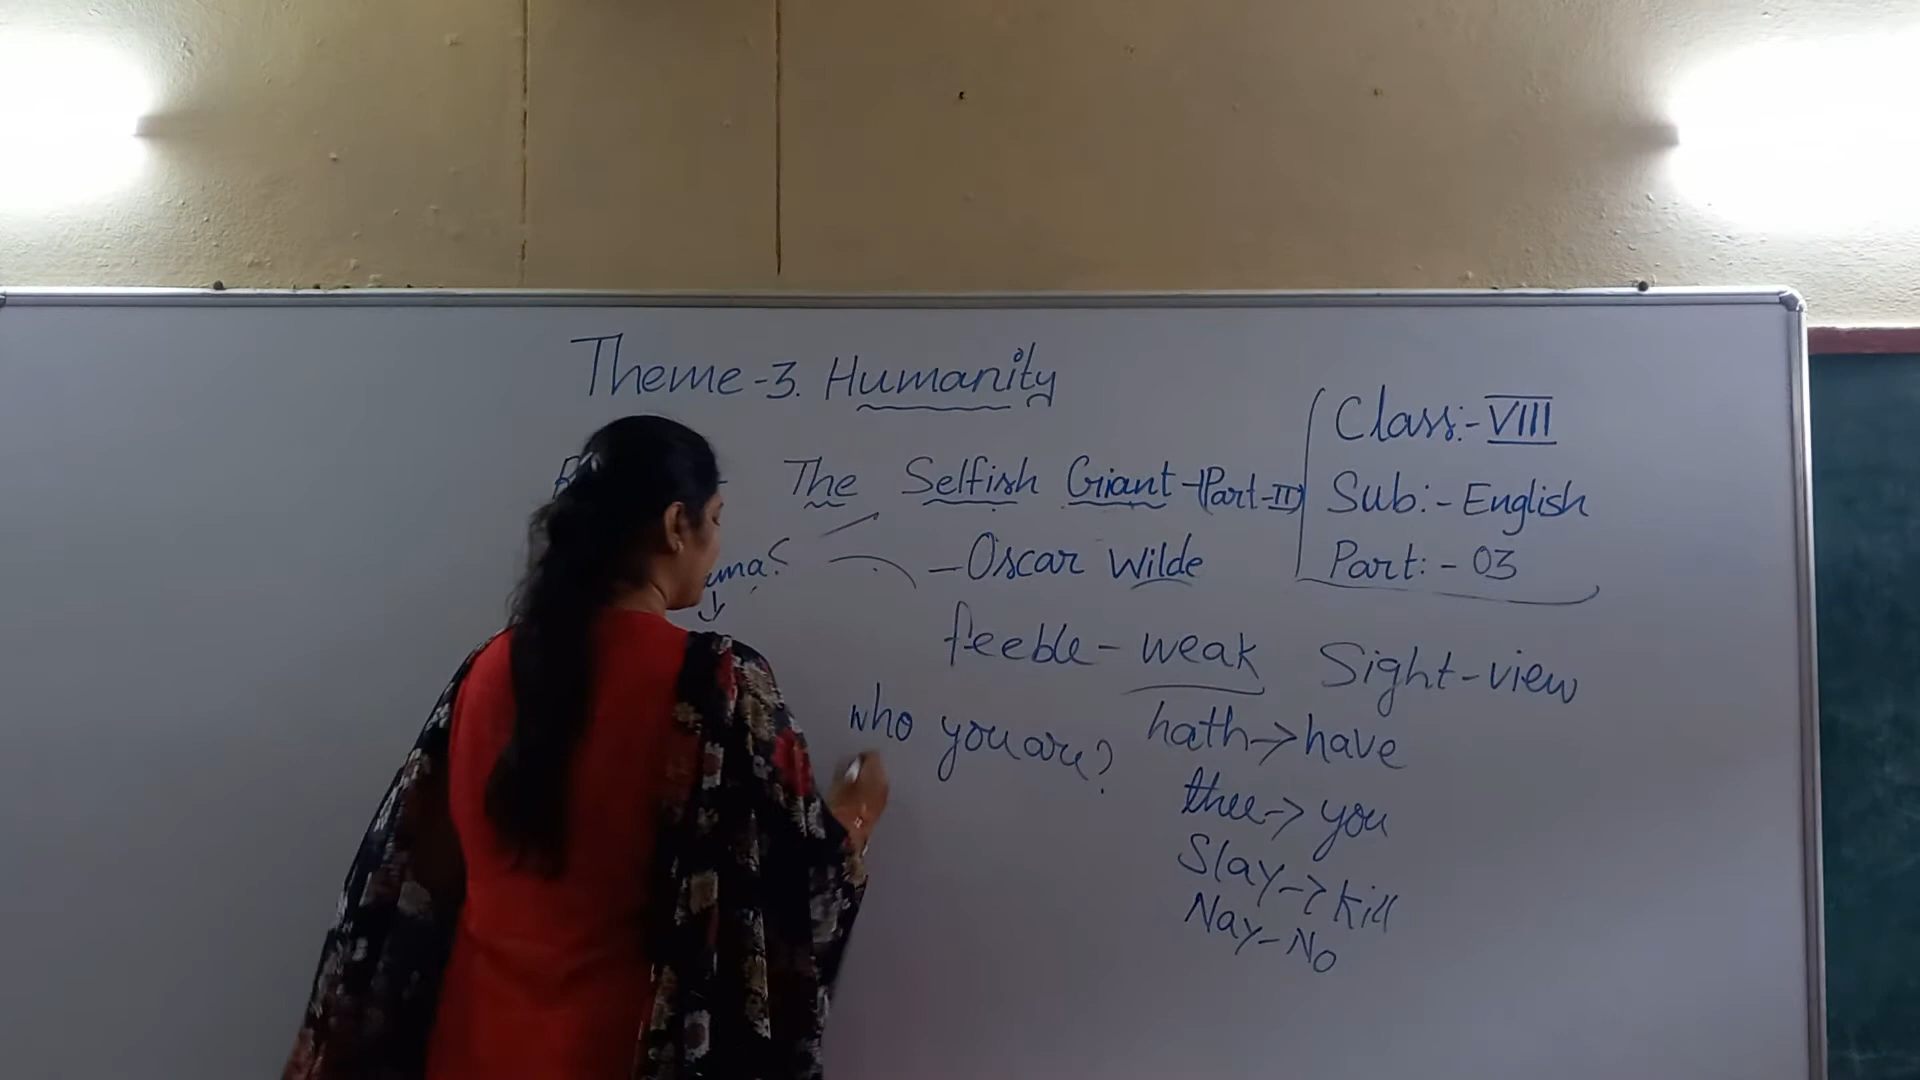 Theme-3. Humanity
The Selfish Giant-(Part-II)
- Oscar Wilde
Class:- VIII
Sub:- English
Part:- 03
feeble- weak
Sight-view
who you are?
hath->have
thee-> you
Slay-> kill
Nay-No